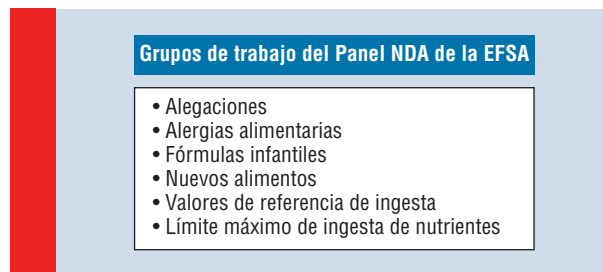 Grupos de trabajo del Panel NDA de la EFSA
• Alegaciones
• Alergias alimentarias
• Fórmulas infantiles
• Nuevos alimentos
• Valores de referencia de ingesta
• Límite máximo de ingesta de nutrientes